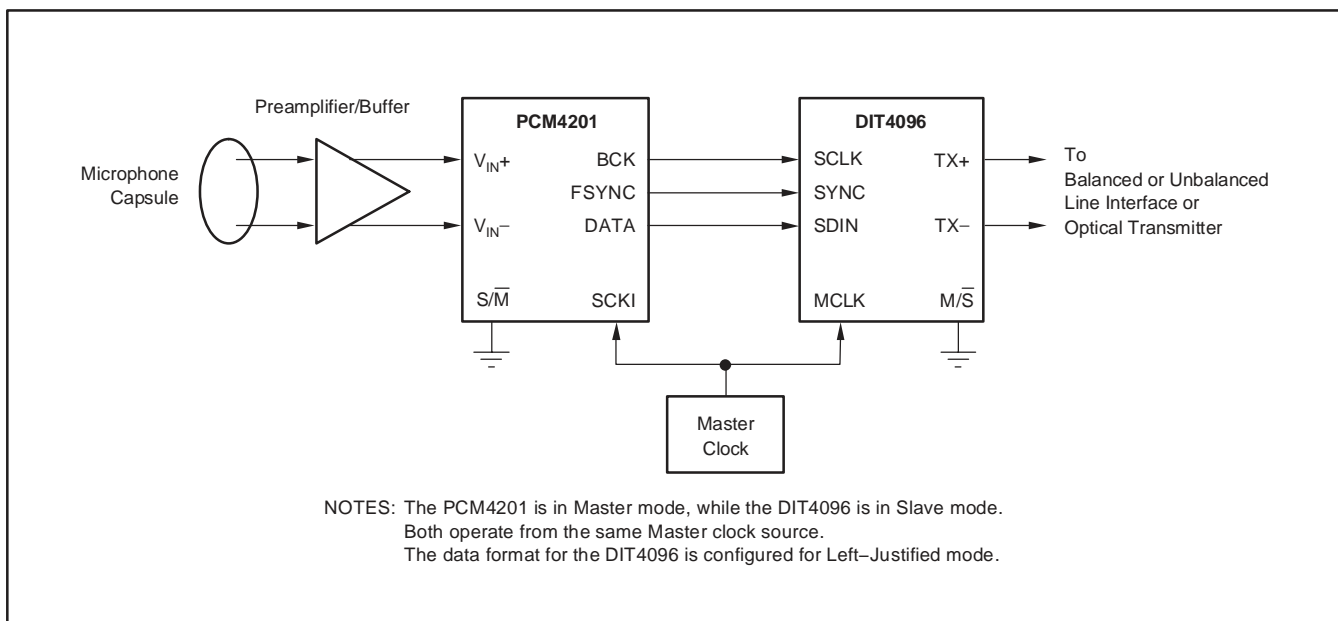 Preamplifier/Buffer
Microphone
Capsule
PCM4201
VIN+
VIN−
S/M̅
BCK
FSYNC
DATA
SCKI
DIT4096
SCLK
SYNC
SDIN
MCLK
TX+
TX−
M/S̅
To
Balanced or Unbalanced
Line Interface or
Optical Transmitter
Master
Clock
NOTES: The PCM4201 is in Master mode, while the DIT4096 is in Slave mode.
Both operate from the same Master clock source.
The data format for the DIT4096 is configured for Left−Justified mode.